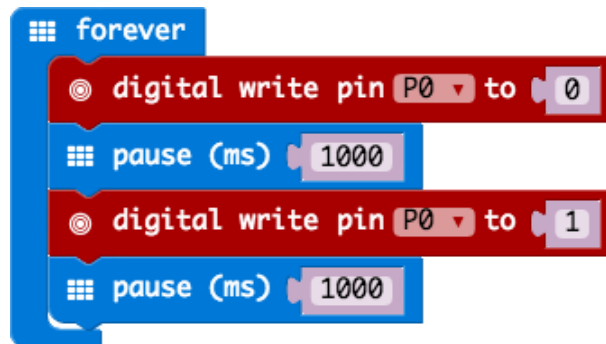 forever
digital write pin P0 to 0
pause (ms) 1000
digital write pin P0 to 1
pause (ms) 1000